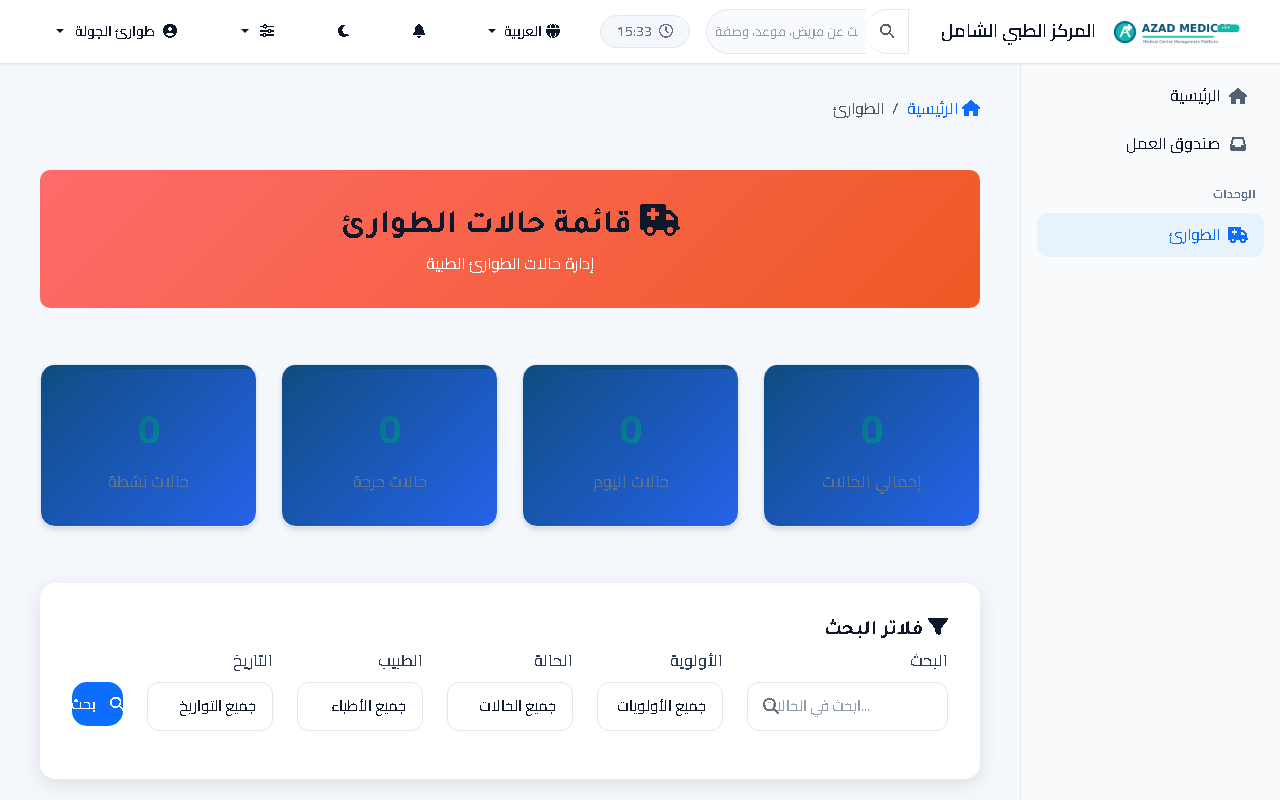 AZAD MEDIC
Medical Centre Management Platform
المركز الطبي الشامل
ث عن مريض، موعد، وصفة
15:33
العربية
طوارئ الجولة
الرئيسية
صندوق العمل
الوحدات
الطوارئ
الرئيسية / الطوارئ
قائمة حالات الطوارئ
إدارة حالات الطوارئ الطبية
0
إجمالي الحالات
0
حالات اليوم
0
حالات حرجة
0
حالات نشطة
فلاتر البحث
البحث
ابحث في الحالا...
الأولوية
جميع الأولويات
الحالة
جميع الحالات
الطبيب
جميع الأطباء
التاريخ
جميع التواريخ
بحث